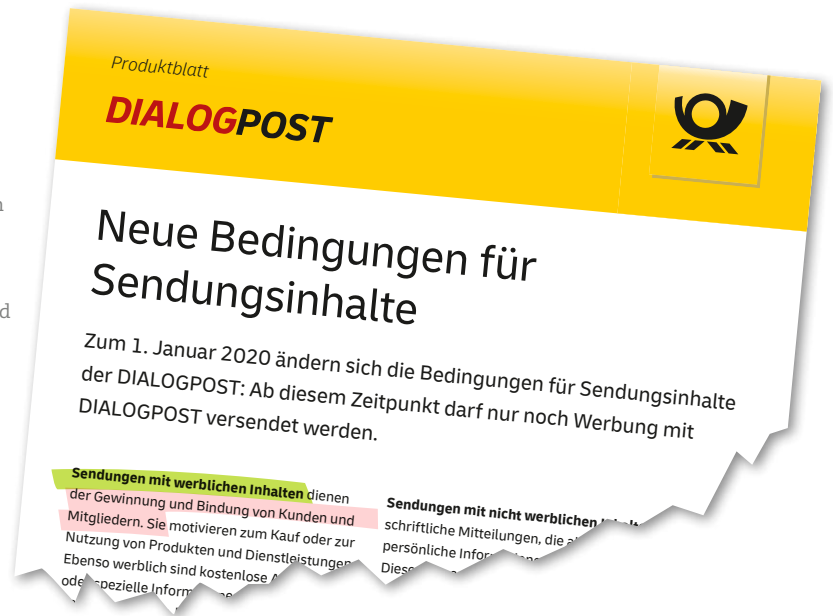 Produktblatt
DIALOGPOST
Neue Bedingungen für
Sendungsinhalte
Zum 1. Januar 2020 ändern sich die Bedingungen für Sendungsinhalte
der DIALOGPOST: Ab diesem Zeitpunkt darf nur noch Werbung mit
DIALOGPOST versendet werden.
Sendungen mit werblichen Inhalten dienen
der Gewinnung und Bindung von Kunden und
Mitgliedern. Sie motivieren zum Kauf oder zur
Nutzung von Produkten und Dienstleistungen
Ebenso werblich sind kostenlose
oder spezielle
Sendungen mit nicht werblichen
schriftliche Mitteilungen, die
persönliche